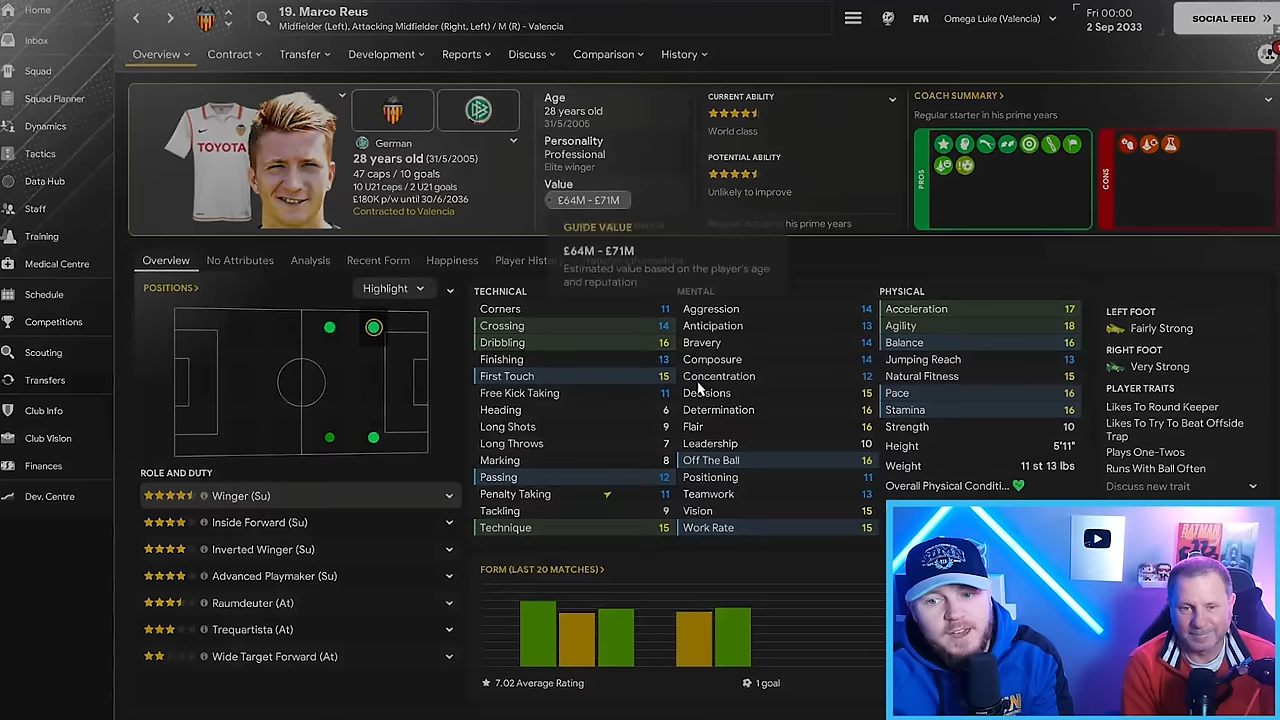 Home
Inbox
Squad
Squad Planner
Dynamics
Tactics
Data Hub
Staff
Training
Medical Centre
Schedule
Competitions
Scouting
Transfers
Club Info
Club Vision
Finances
Dev. Centre
19. Marco Reus
Midfielder (Left), Attacking Midfielder (Right, Left) / M (R) - Valencia
FM
Omega Luke (Valencia)
Fri 00:00
2 Sep 2033
SOCIAL FEED
Overview
Contract
Transfer
Development
Reports
Discuss
Comparison
History
TOYOTA
German
28 years old (31/5/2005)
47 caps / 10 goals
10 U21 caps / 2 U21 goals
£180K p/w until 30/6/2036
Contracted to Valencia
Age
28 years old
31/5/2005
Personality
Professional
Elite winger
Value
£64M - £71M
CURRENT ABILITY
World class
POTENTIAL ABILITY
Unlikely to improve
Regular starter in his prime years
COACH SUMMARY
Regular starter in his prime years
PROS
CONS
GUIDE VALUE
£64M - £71M
Estimated value based on the player's age
and reputation
Overview
No Attributes
Analysis
Recent Form
Happiness
Player History
POSITIONS
Highlight
ROLE AND DUTY
Winger (Su)
Inside Forward (Su)
Inverted Winger (Su)
Advanced Playmaker (Su)
Raumdeuter (At)
Trequartista (At)
Wide Target Forward (At)
TECHNICAL
Corners 11
Crossing 14
Dribbling 16
Finishing 13
First Touch 15
Free Kick Taking 11
Heading 6
Long Shots 9
Long Throws 7
Marking 8
Passing 12
Penalty Taking 11
Tackling 9
Technique 15
MENTAL
Aggression 14
Anticipation 13
Bravery 14
Composure 14
Concentration 12
Decisions 15
Determination 16
Flair 16
Leadership 10
Off The Ball 16
Positioning 11
Teamwork 13
Vision 15
Work Rate 15
PHYSICAL
Acceleration 17
Agility 18
Balance 16
Jumping Reach 13
Natural Fitness 15
Pace 16
Stamina 16
Strength 10
Height 5'11"
Weight 11 st 13 lbs
Overall Physical Conditi...
LEFT FOOT
Fairly Strong
RIGHT FOOT
Very Strong
PLAYER TRAITS
Likes To Round Keeper
Likes To Try To Beat Offside
Trap
Plays One-Twos
Runs With Ball Often
Discuss new trait
FORM (LAST 20 MATCHES)
7.02 Average Rating
1 goal
BATMAN